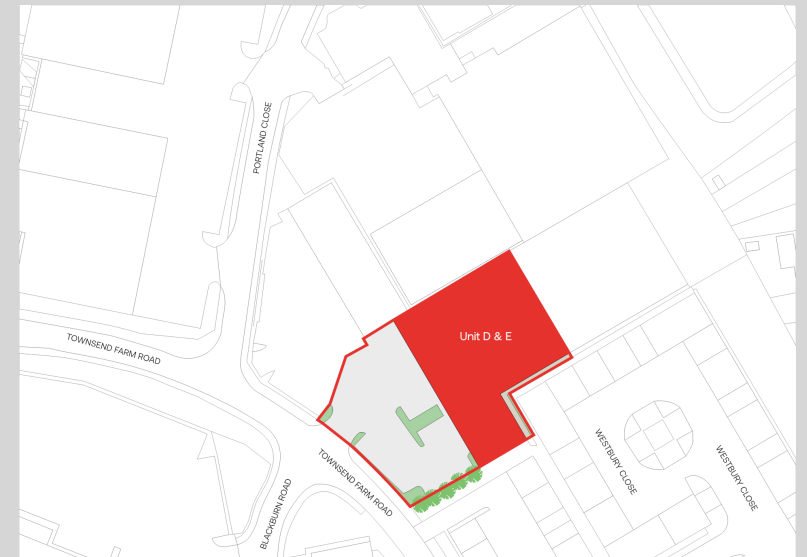 PORTLAND CLOSE
Unit D & E
TOWNSEND FARM ROAD
WESTBURY CLOSE
WESTBURY CLOSE
TOWNSEND FARM ROAD
BLACKBURN ROAD